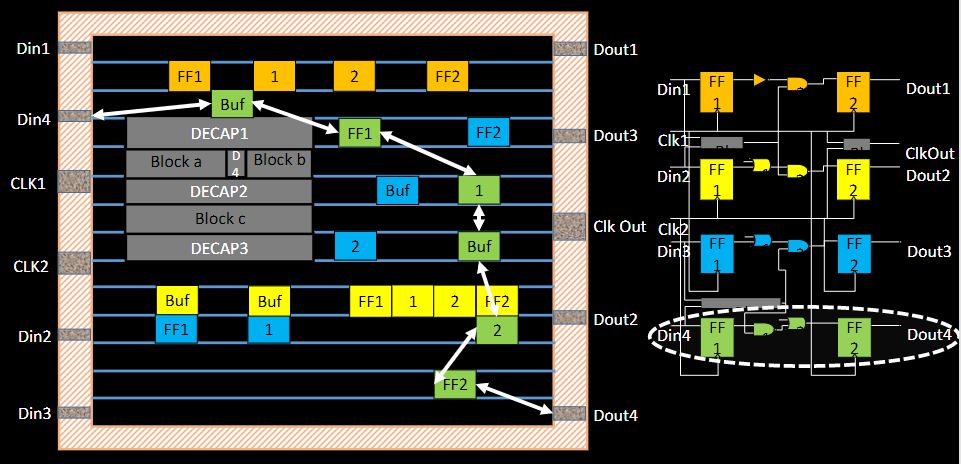 Din1
Din4
CLK1
CLK2
Din2
Din3
FF1
1
2
FF2
Buf
DECAP1
FF1
FF2
Block a
D
4
Block b
DECAP2
Buf
1
Block c
DECAP3
2
Buf
Buf
Buf
FF1
1
2
FF2
FF1
1
2
FF2
Dout1
Dout3
Clk Out
Dout2
Dout4
Din1
FF
1
FF
2
Dout1
Clk1
ClkOut
Din2
FF
1
FF
2
Dout2
Clk2
Din3
FF
1
FF
2
Dout3
Din4
FF
1
FF
2
Dout4